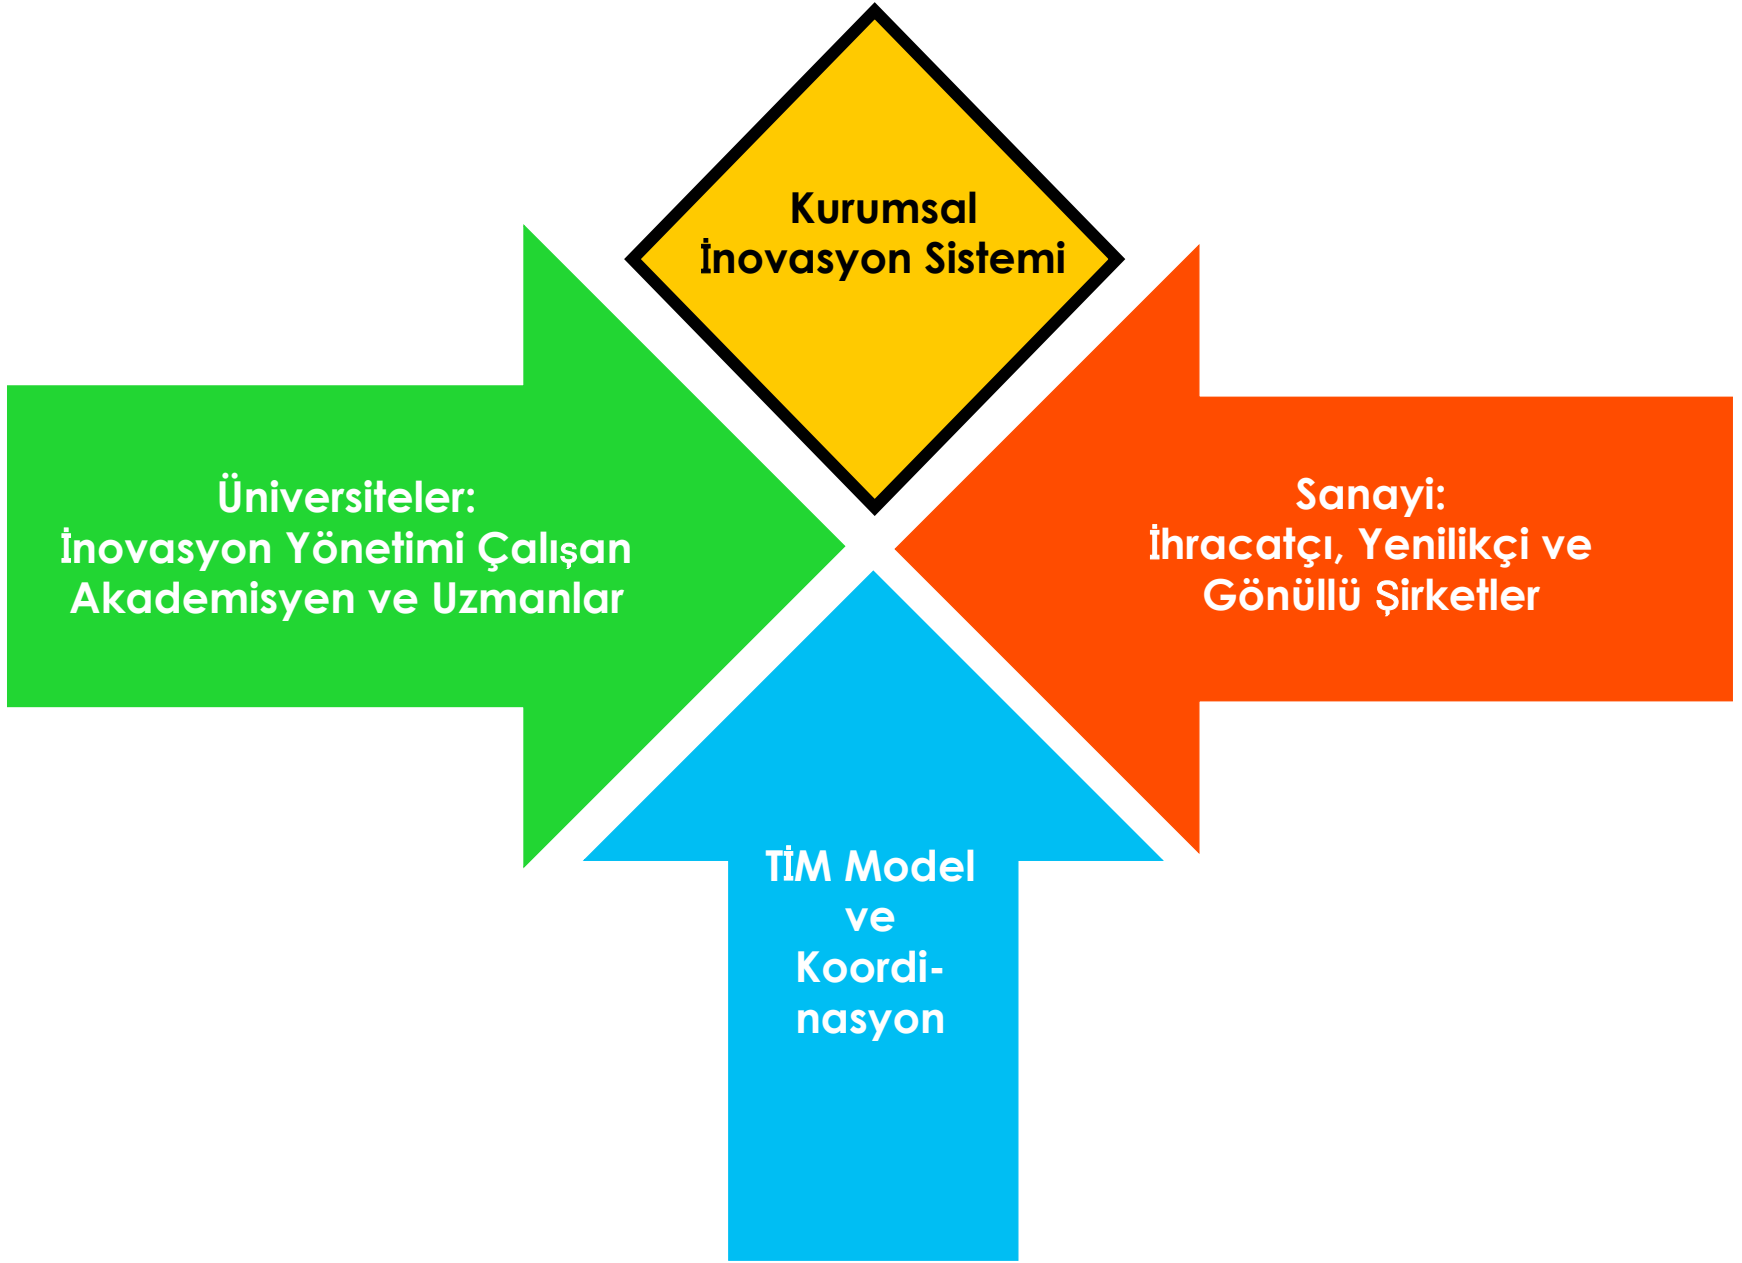 Kurumsal
İnovasyon Sistemi
Üniversiteler:
İnovasyon Yönetimi Çalışan
Akademisyen ve Uzmanlar
Sanayi:
İhracatçı, Yenilikçi ve
Gönüllü Şirketler
TİM Model
ve
Koordi-
nasyon